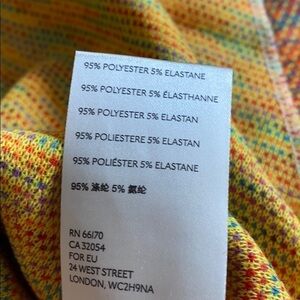 95% POLYESTER 5% ELASTANE
95% POLYESTER 5% ÉLASTHANNE
95% POLYESTER 5% ELASTAN
95% POLIESTERE 5% ELASTAN
95% POLIÉSTER 5% ELASTANE
95% 涤纶 5% 氨纶
RN 66170
CA 32054
FOR EU
24 WEST STREET
LONDON, WC2H9NA